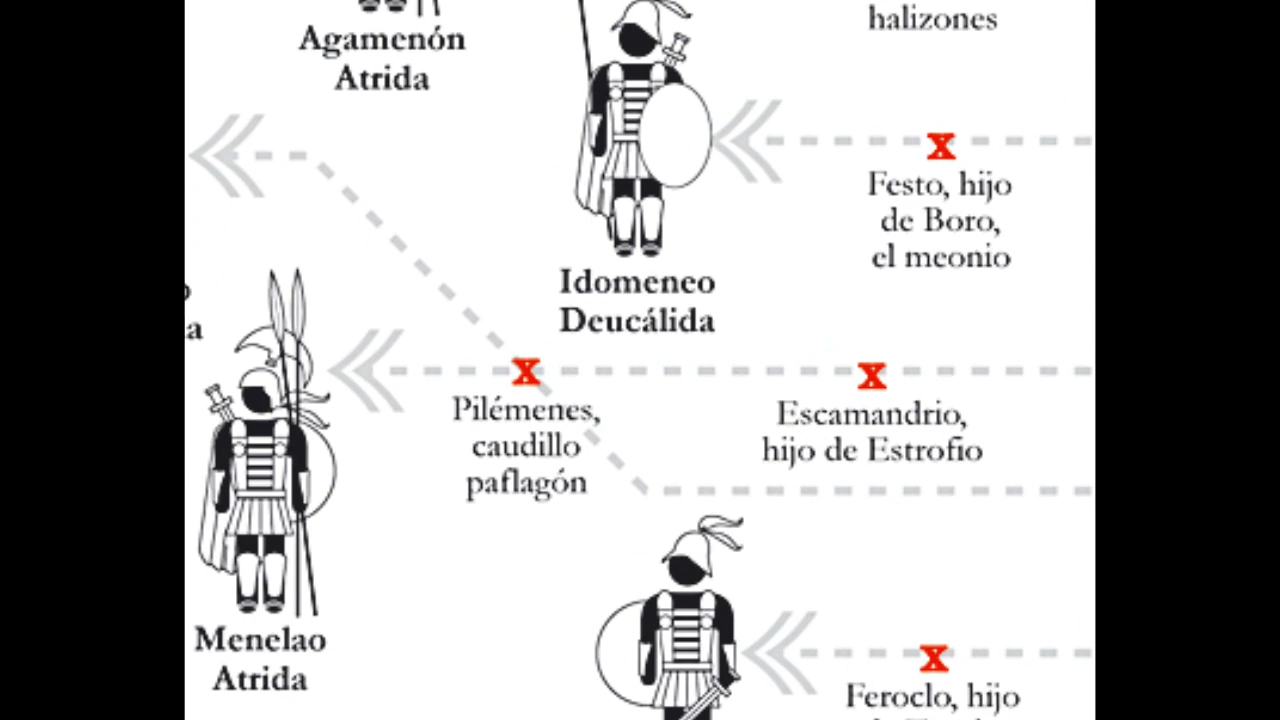 halizones
Agamenón
Atrida
Festo, hijo
de Boro,
el meonio
Idomeneo
Deucálida
Pilémenes,
caudillo
paflagón
Escamandrio,
hijo de Estrofio
Menelao
Atrida
Feroclo, hijo